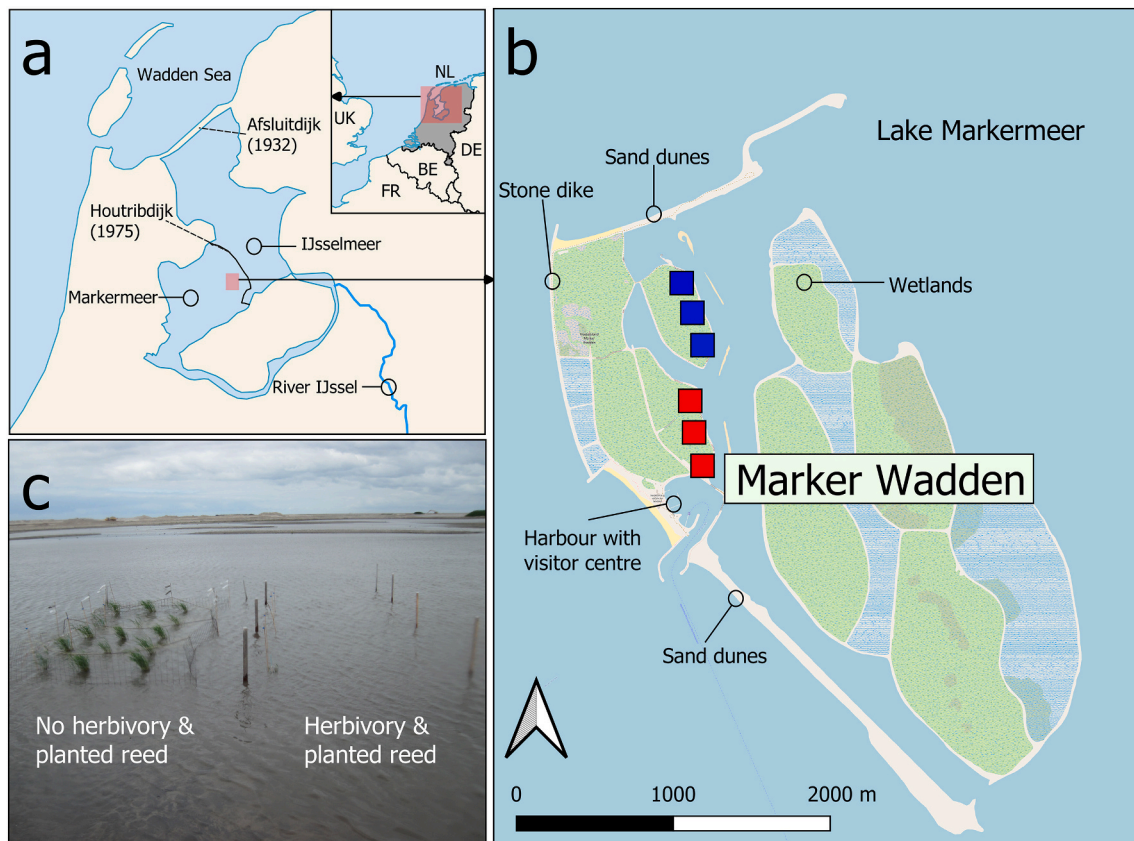 a
Wadden Sea
Afsluitdijk
(1932)
Houtribdijk
(1975)
IJsselmeer
Markermeer
River IJssel
NL
UK
DE
BE
FR
b
Lake Markermeer
Sand dunes
Stone dike
Wetlands
Marker Wadden
Harbour with
visitor centre
Sand dunes
0
1000
2000 m
c
No herbivory &
planted reed
Herbivory &
planted reed